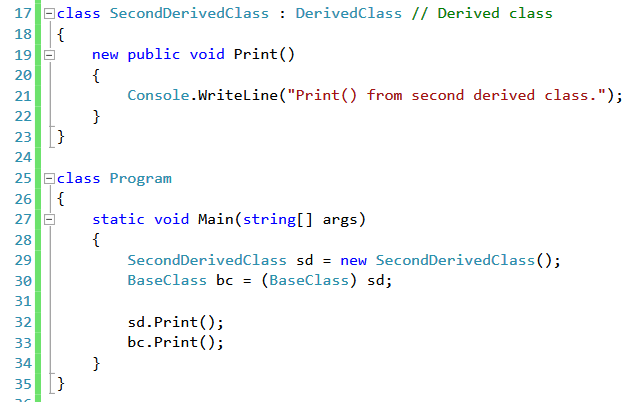 17 class SecondDerivedClass : DerivedClass // Derived class
18 {
19 new public void Print()
20 {
21 Console.WriteLine("Print() from second derived class.");
22 }
23 }
24
25 class Program
26 {
27 static void Main(string[] args)
28 {
29 SecondDerivedClass sd = new SecondDerivedClass();
30 BaseClass bc = (BaseClass) sd;
31
32 sd.Print();
33 bc.Print();
34 }
35 }